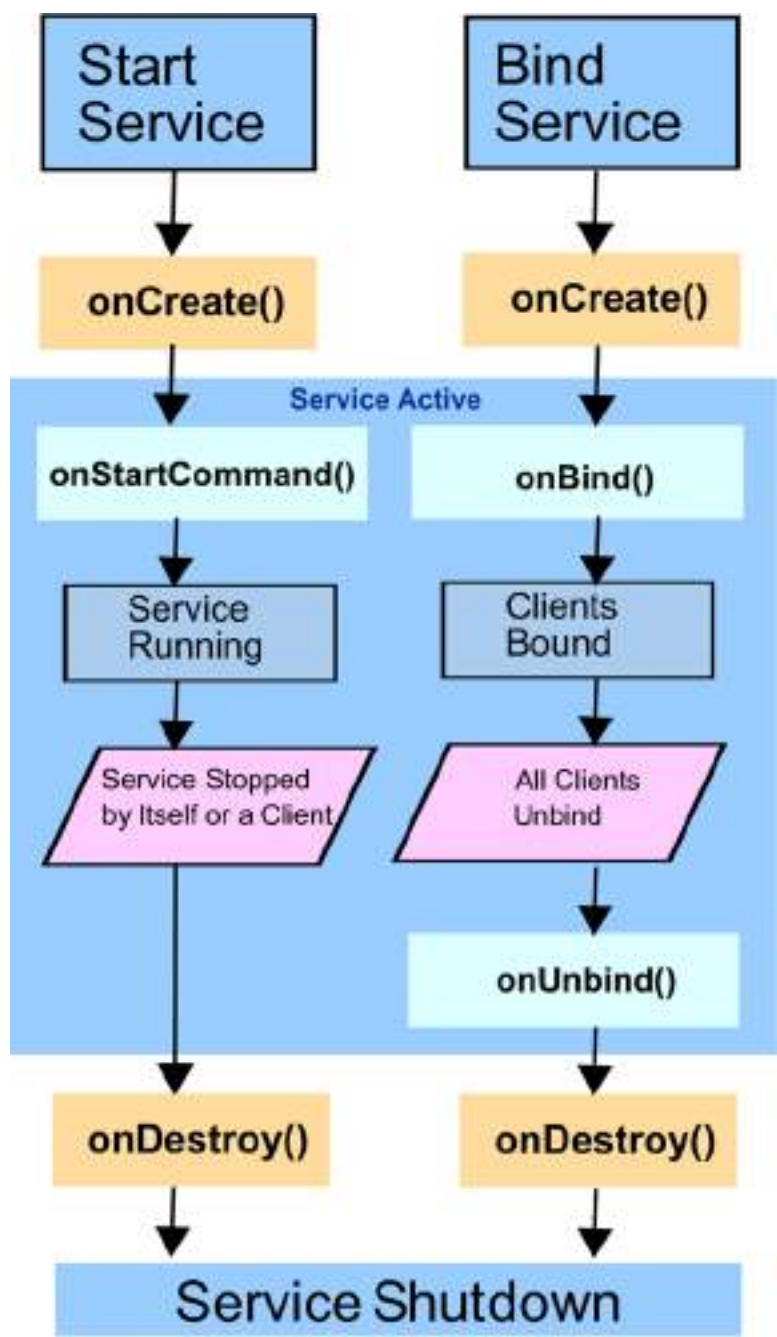 Start
Service
Bind
Service
onCreate()
onCreate()
Service Active
onStartCommand()
onBind()
Service
Running
Clients
Bound
Service Stopped
by Itself or a Client
All Clients
Unbind
onUnbind()
onDestroy()
onDestroy()
Service Shutdown